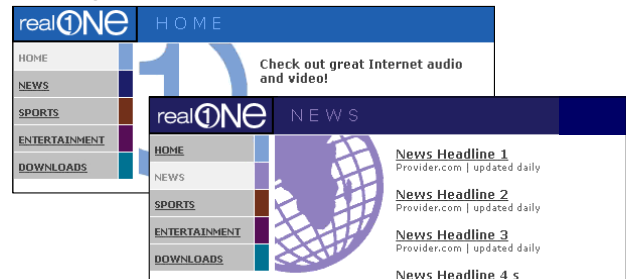 real1ONE HOME
HOME
NEWS
SPORTS
ENTERTAINMENT
DOWNLOADS
Check out great Internet audio
and video!
real1ONE NEWS
HOME
NEWS
SPORTS
ENTERTAINMENT
DOWNLOADS
News Headline 1
Provider.com | updated daily
News Headline 2
Provider.com | updated daily
News Headline 3
Provider.com | updated daily
News Headline 4 s